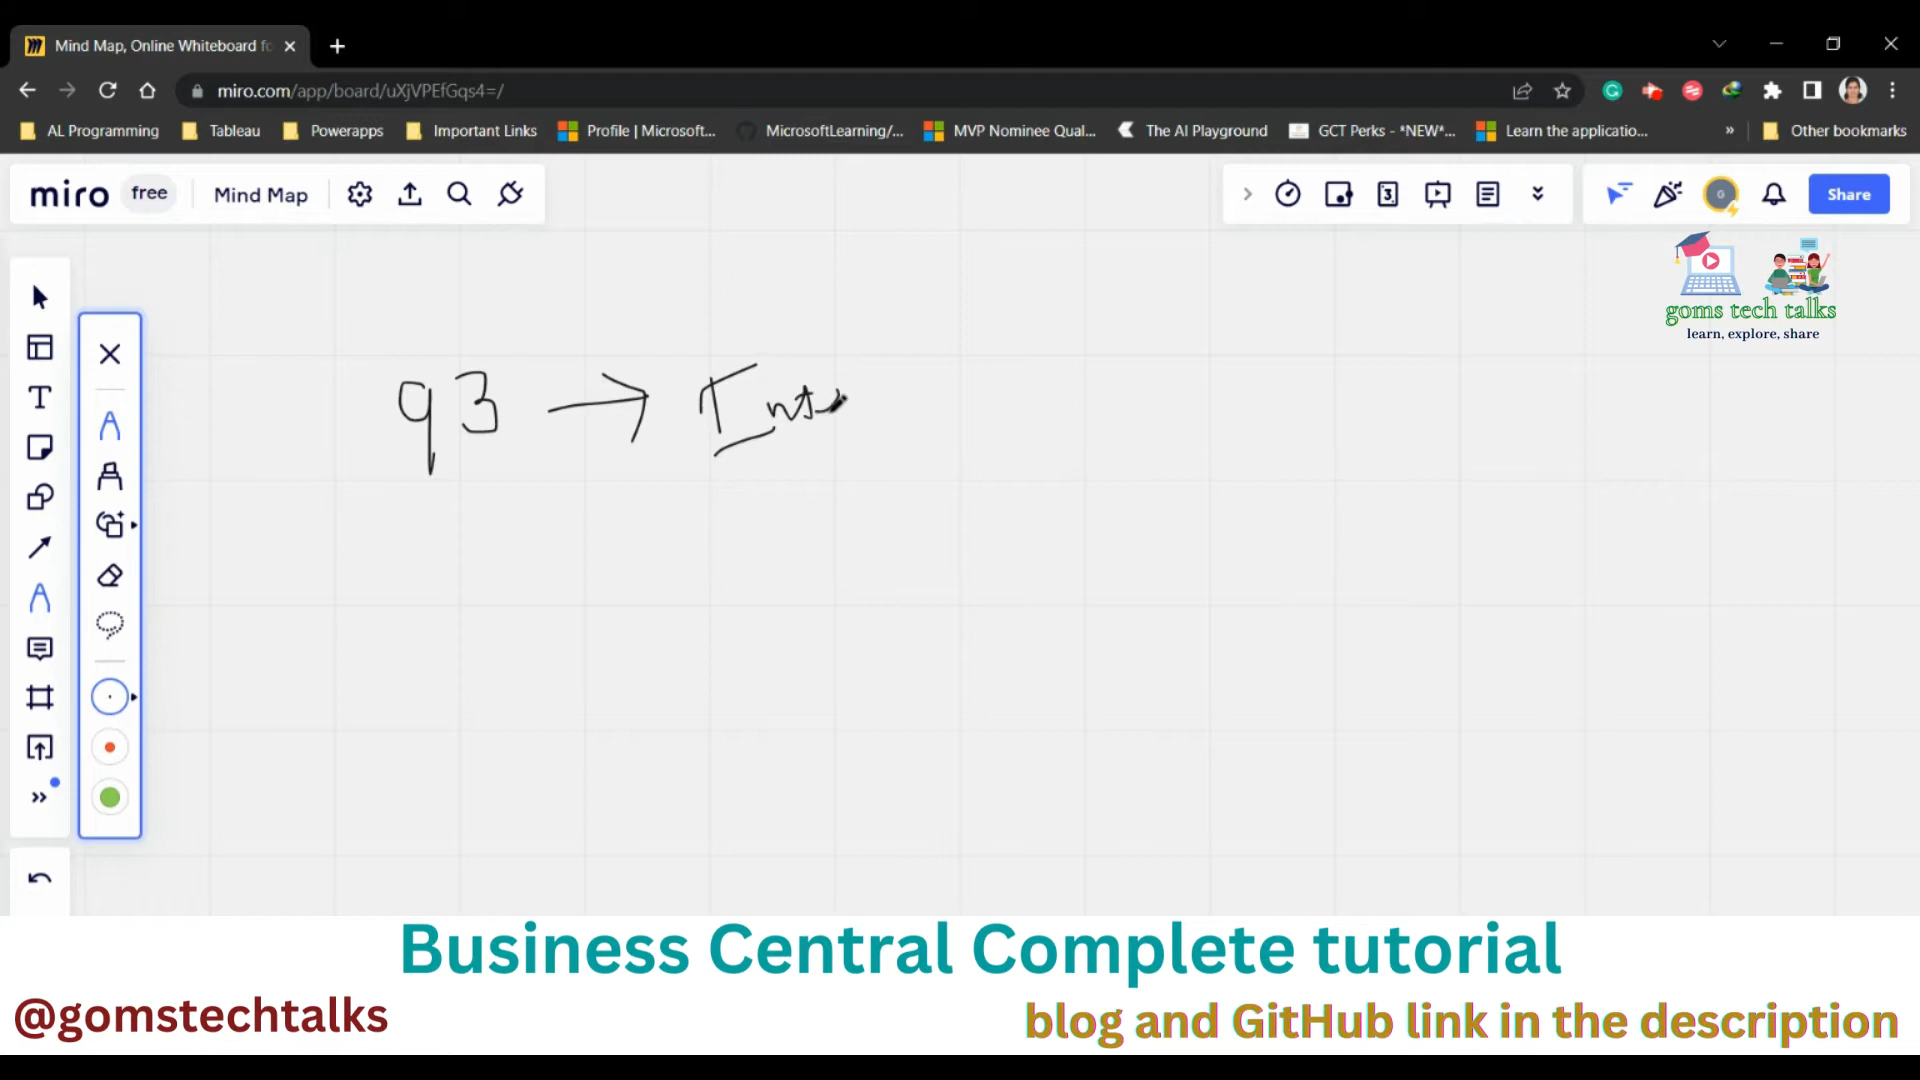 Mind Map, Online Whiteboard fo
miro.com/app/board/uXjVPEfGqs4=/
AL Programming Tableau Powerapps Important Links Profile | Microsoft... MicrosoftLearning/... MVP Nominee Qual... The AI Playground GCT Perks - *NEW*... Learn the applicatio... » Other bookmarks
miro free Mind Map 3 G Share
goms tech talks
learn, explore, share
93 → Inte
Business Central Complete tutorial
@gomstechtalks
blog and GitHub link in the description